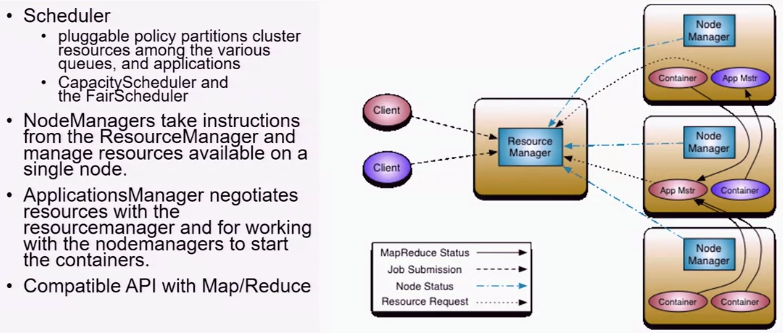 Scheduler
pluggable policy partitions cluster
resources among the various
queues, and applications
CapacityScheduler and
the FairScheduler
NodeManagers take instructions
from the ResourceManager and
manage resources available on a
single node.
ApplicationsManager negotiates
resources with the
resourcemanager and for working
with the nodemanagers to start
the containers.
Compatible API with Map/Reduce
Client
Client
Resource
Manager
Node
Manager
Container
App Mstr
Node
Manager
App Mstr
Container
Node
Manager
Container
Container
MapReduce Status
Job Submission
Node Status
Resource Request